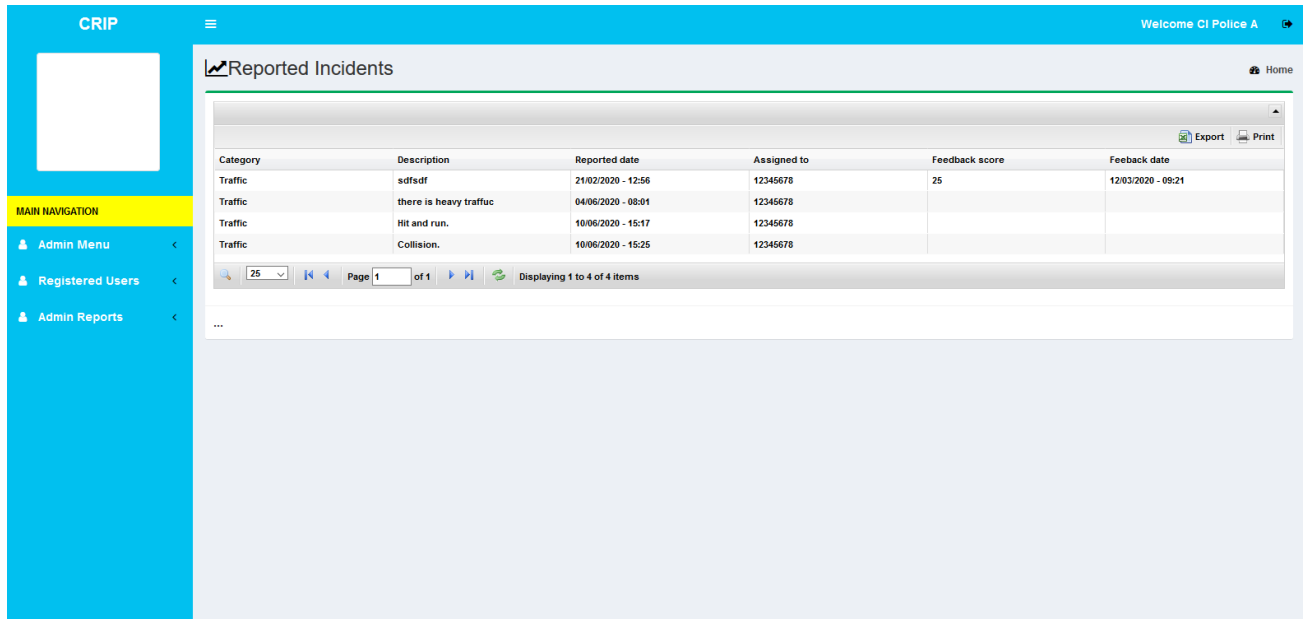 CRIP
Welcome CI Police A
Reported Incidents
Home
Export Print
Category Description Reported date Assigned to Feedback score Feeback date
Traffic sdfsdf 21/02/2020 - 12:56 12345678 25 12/03/2020 - 09:21
Traffic there is heavy traffuc 04/06/2020 - 08:01 12345678
Traffic Hit and run. 10/06/2020 - 15:17 12345678
Traffic Collision. 10/06/2020 - 15:25 12345678
25 Page 1 of 1 Displaying 1 to 4 of 4 items
...
MAIN NAVIGATION
Admin Menu
Registered Users
Admin Reports